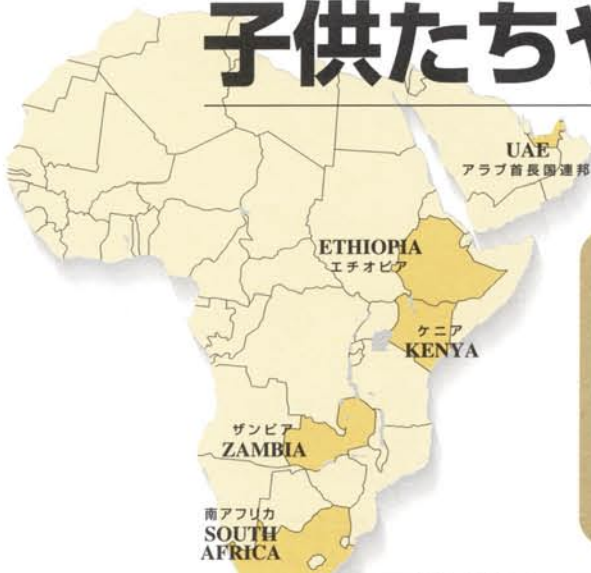 子供たちや
UAE
アラブ首長国連邦
ETHIOPIA
エチオピア
ケニア
KENYA
ザンビア
ZAMBIA
南アフリカ
SOUTH
AFRICA